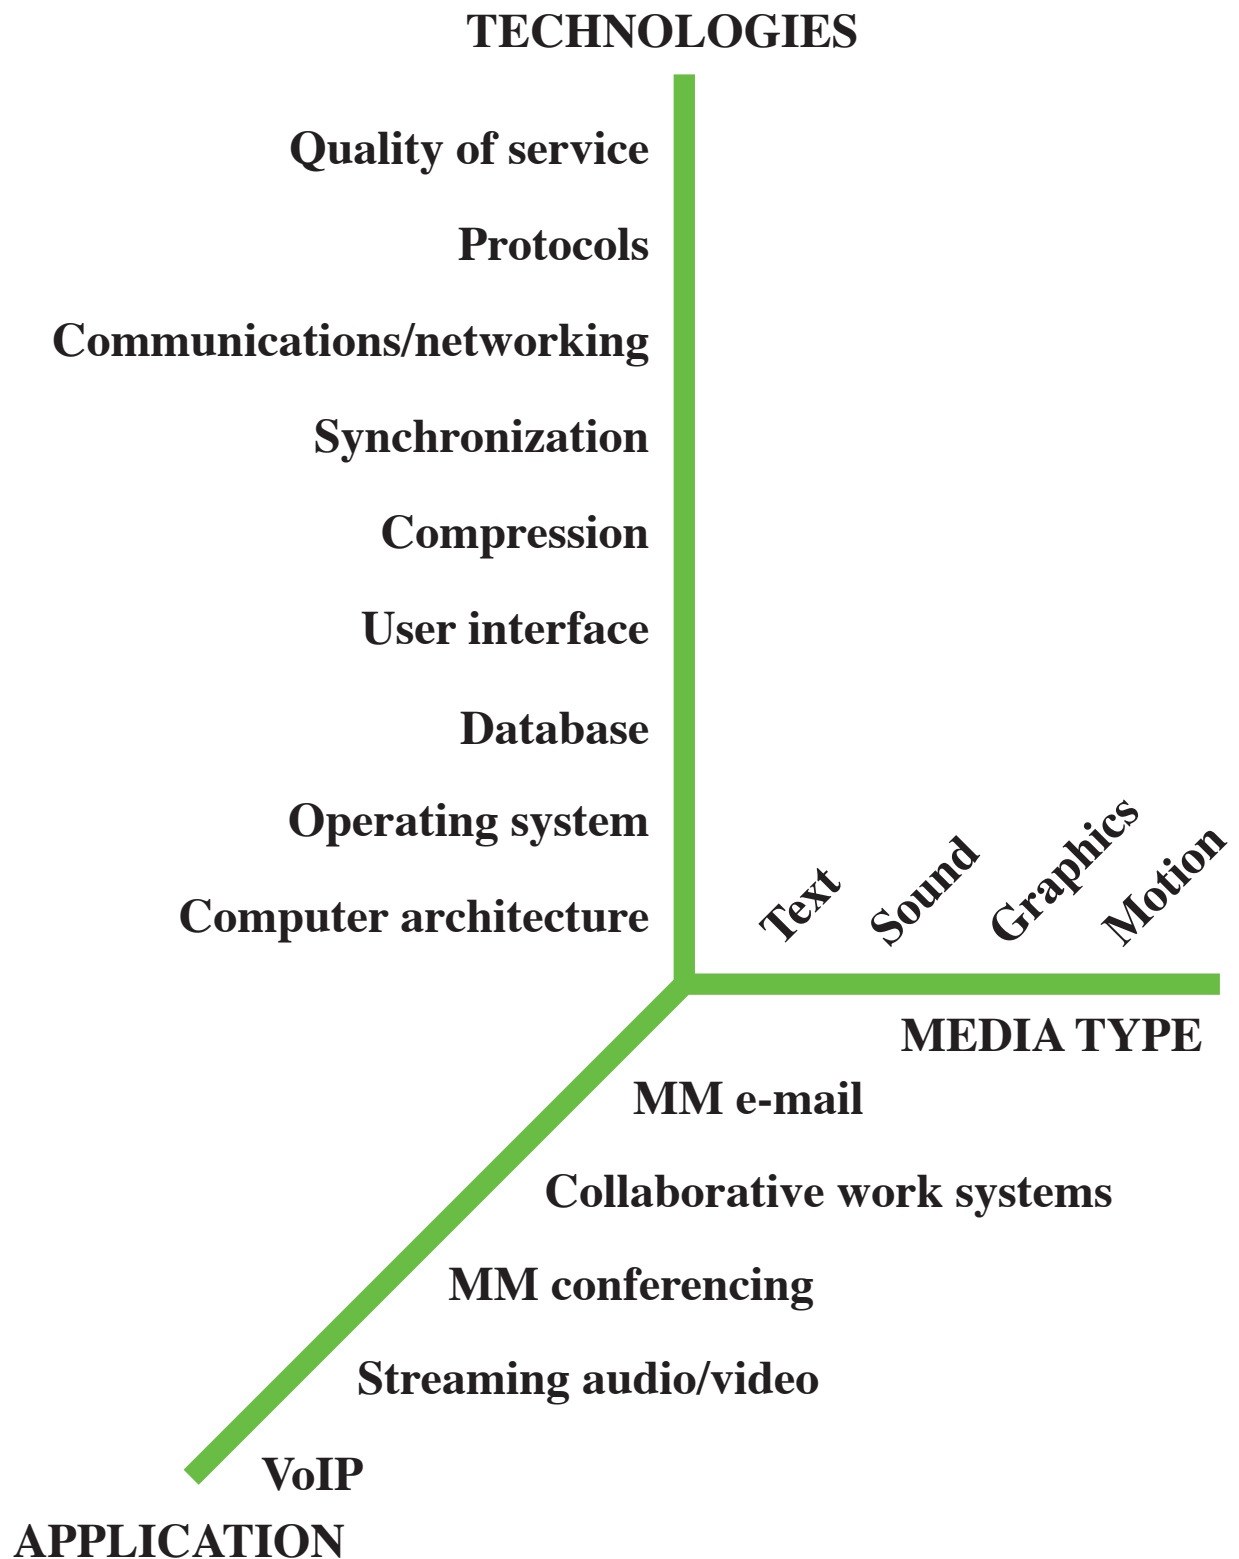 TECHNOLOGIES
Quality of service
Protocols
Communications/networking
Synchronization
Compression
User interface
Database
Operating system
Computer architecture
Text
Sound
Graphics
Motion
MEDIA TYPE
MM e-mail
Collaborative work systems
MM conferencing
Streaming audio/video
VoIP
APPLICATION